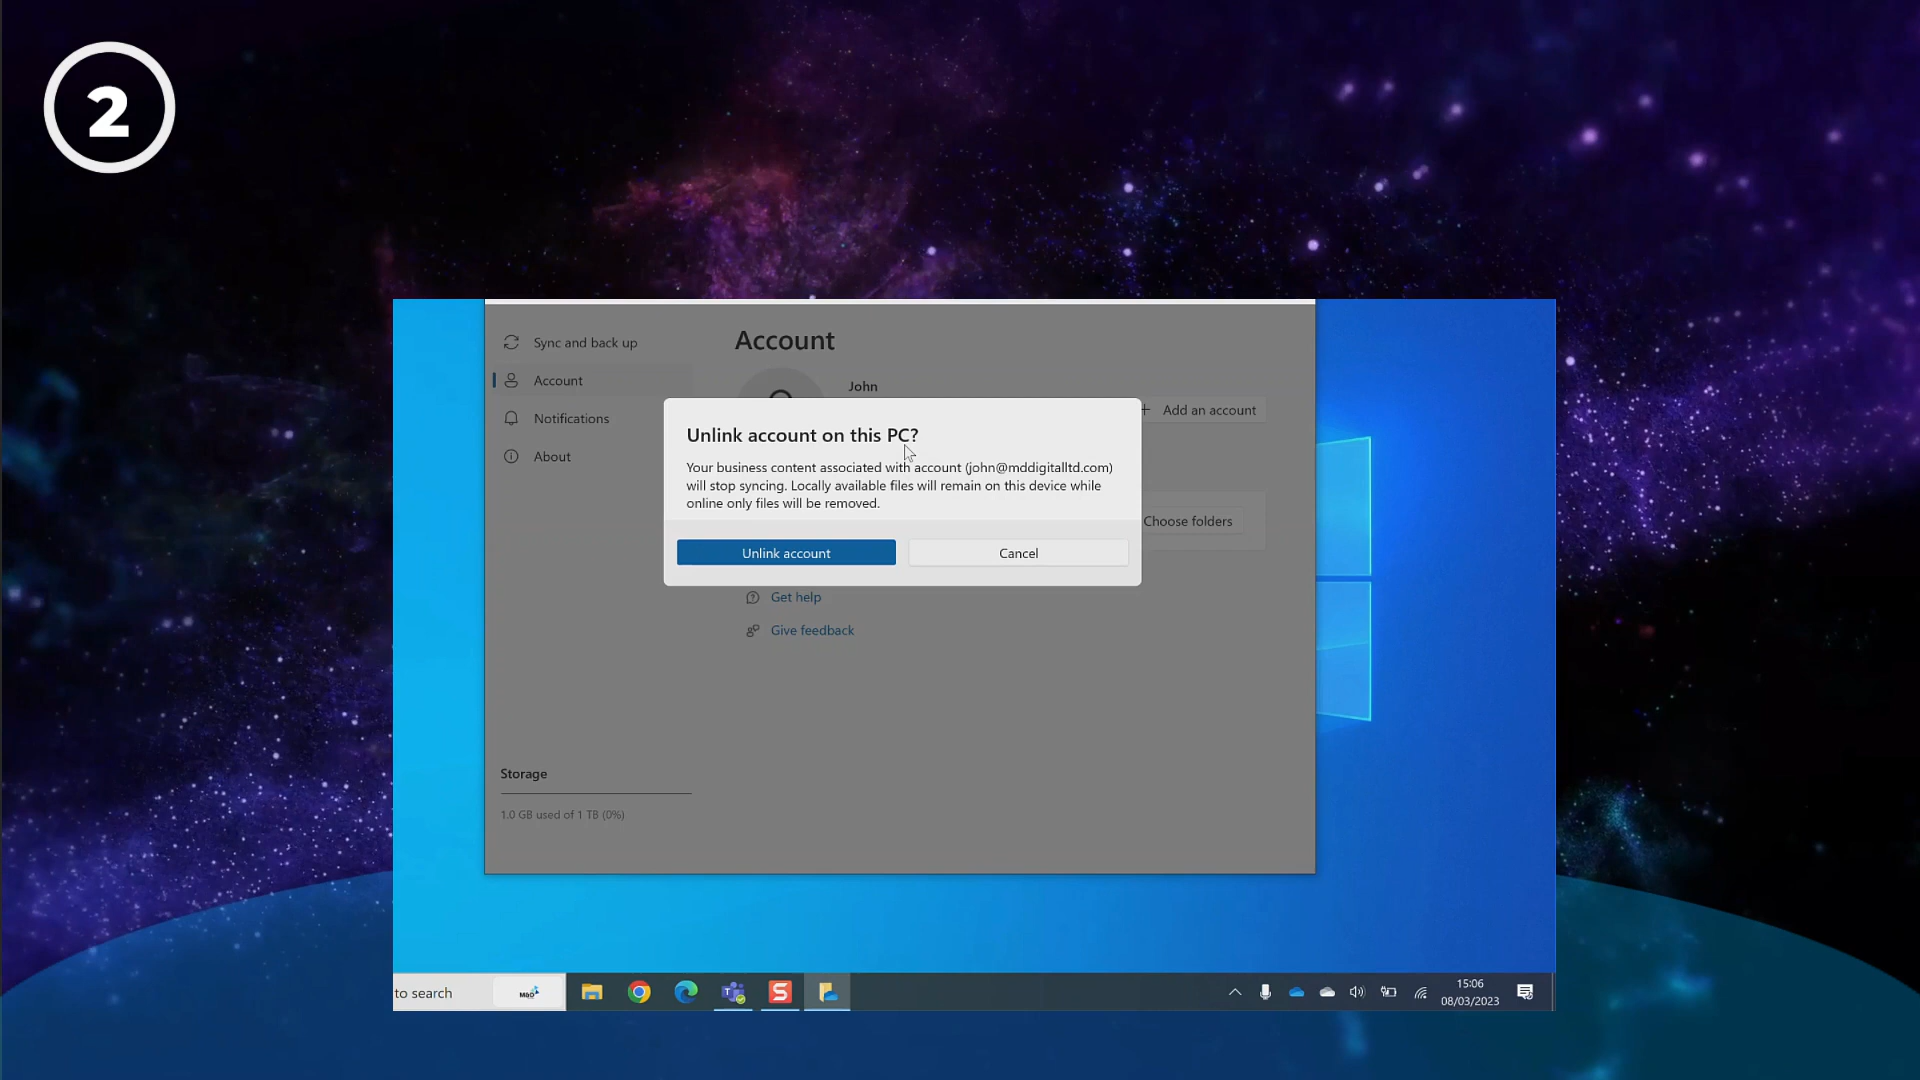 2
Sync and back up
Account
Notifications
About
Account
John
Add an account
Choose folders
Unlink account on this PC?
Your business content associated with account (john@mddigitalltd.com)
will stop syncing. Locally available files will remain on this device while
online only files will be removed.
Unlink account
Cancel
Get help
Give feedback
Storage
1.0 GB used of 1 TB (0%)
to search
15:06
08/03/2023